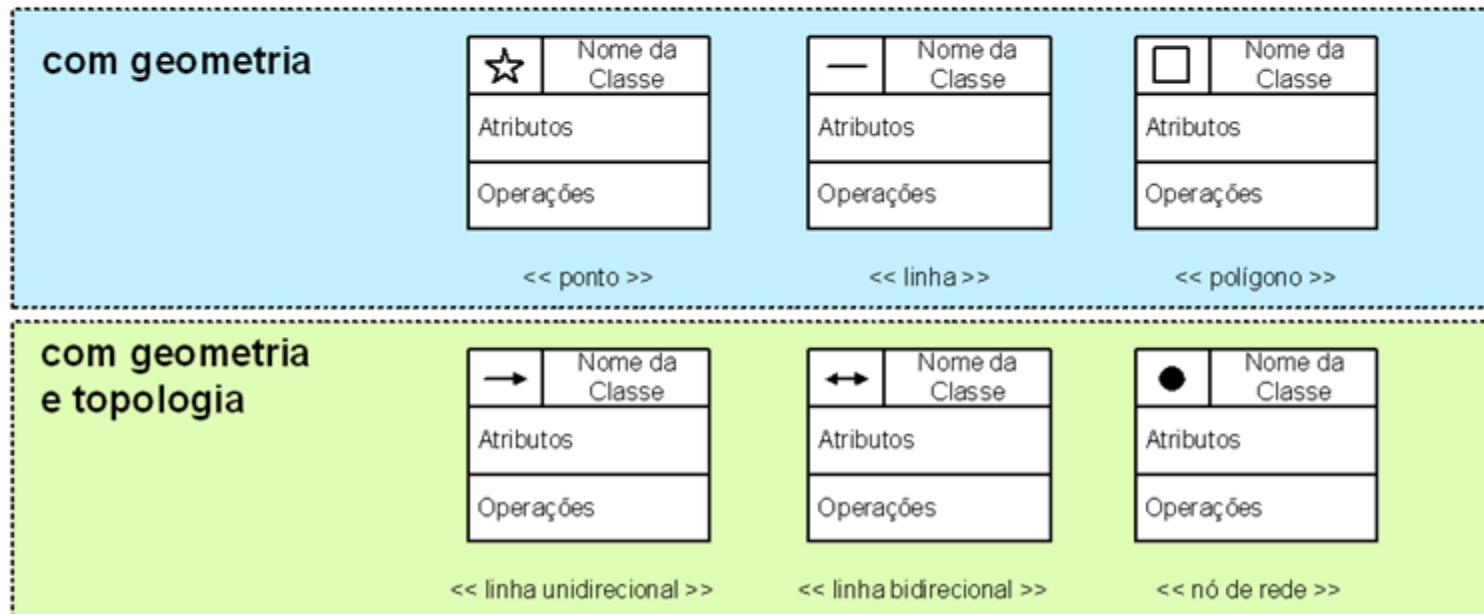 com geometria
Nome da
Classe
Atributos
Operações
<< ponto >>
Nome da
Classe
Atributos
Operações
<< linha >>
Nome da
Classe
Atributos
Operações
<< polígono >>
com geometria
e topologia
Nome da
Classe
Atributos
Operações
<< linha unidirecional >>
Nome da
Classe
Atributos
Operações
<< linha bidirecional >>
Nome da
Classe
Atributos
Operações
<< nó de rede >>